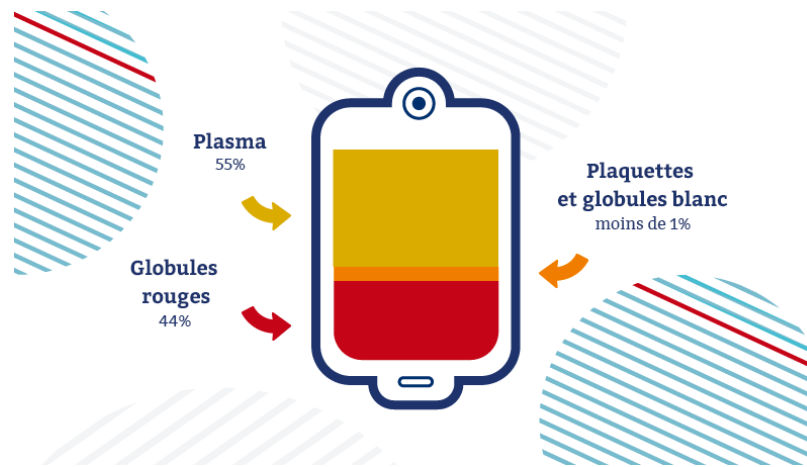 Plasma
55%
Globules
rouges
44%
Plaquettes
et globules blanc
moins de 1%